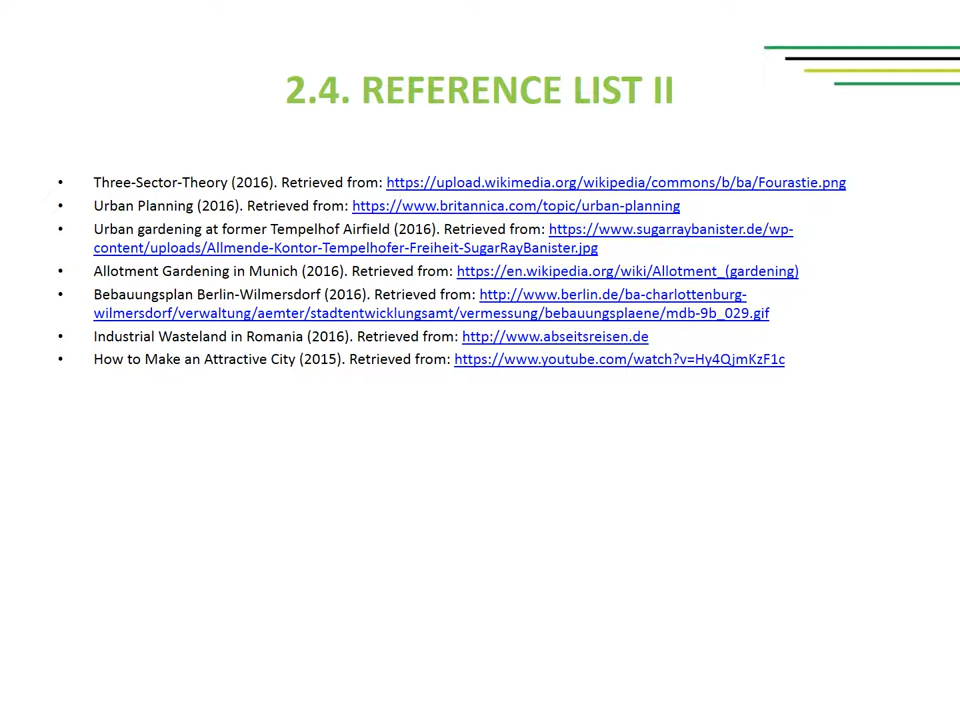 2.4. REFERENCE LIST II
• Three-Sector-Theory (2016). Retrieved from: https://upload.wikimedia.org/wikipedia/commons/b/ba/Fourastie.png
• Urban Planning (2016). Retrieved from: https://www.britannica.com/topic/urban-planning
• Urban gardening at former Tempelhof Airfield (2016). Retrieved from: https://www.sugarraybanister.de/wp-
content/uploads/Allmende-Kontor-Tempelhofer-Freiheit-SugarRayBanister.jpg
• Allotment Gardening in Munich (2016). Retrieved from: https://en.wikipedia.org/wiki/Allotment_(gardening)
• Bebauungsplan Berlin-Wilmersdorf (2016). Retrieved from: http://www.berlin.de/ba-charlottenburg-
wilmersdorf/verwaltung/aemter/stadtentwicklungsamt/vermessung/bebauungsplaene/mdb-9b_029.gif
• Industrial Wasteland in Romania (2016). Retrieved from: http://www.abseitsreisen.de
• How to Make an Attractive City (2015). Retrieved from: https://www.youtube.com/watch?v=Hy4QjmKzF1c